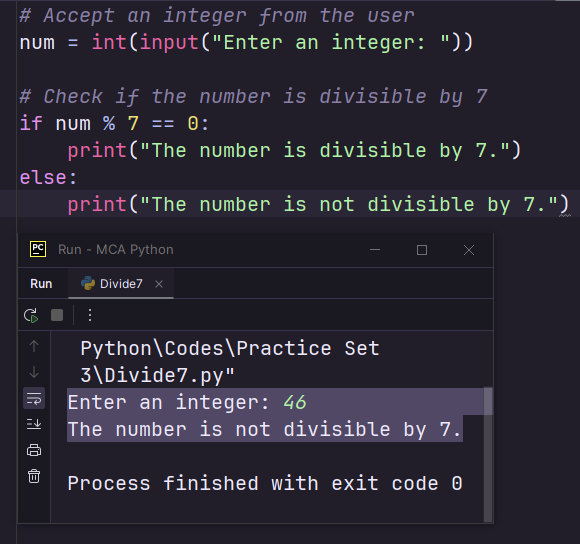 # Accept an integer from the user
num = int(input("Enter an integer: "))
# Check if the number is divisible by 7
if num % 7 == 0:
    print("The number is divisible by 7.")
else:
    print("The number is not divisible by 7.")
PC Run - MCA Python
Run Divide7
Python\Codes\Practice Set
3\Divide7.py"
Enter an integer: 46
The number is not divisible by 7.
Process finished with exit code 0